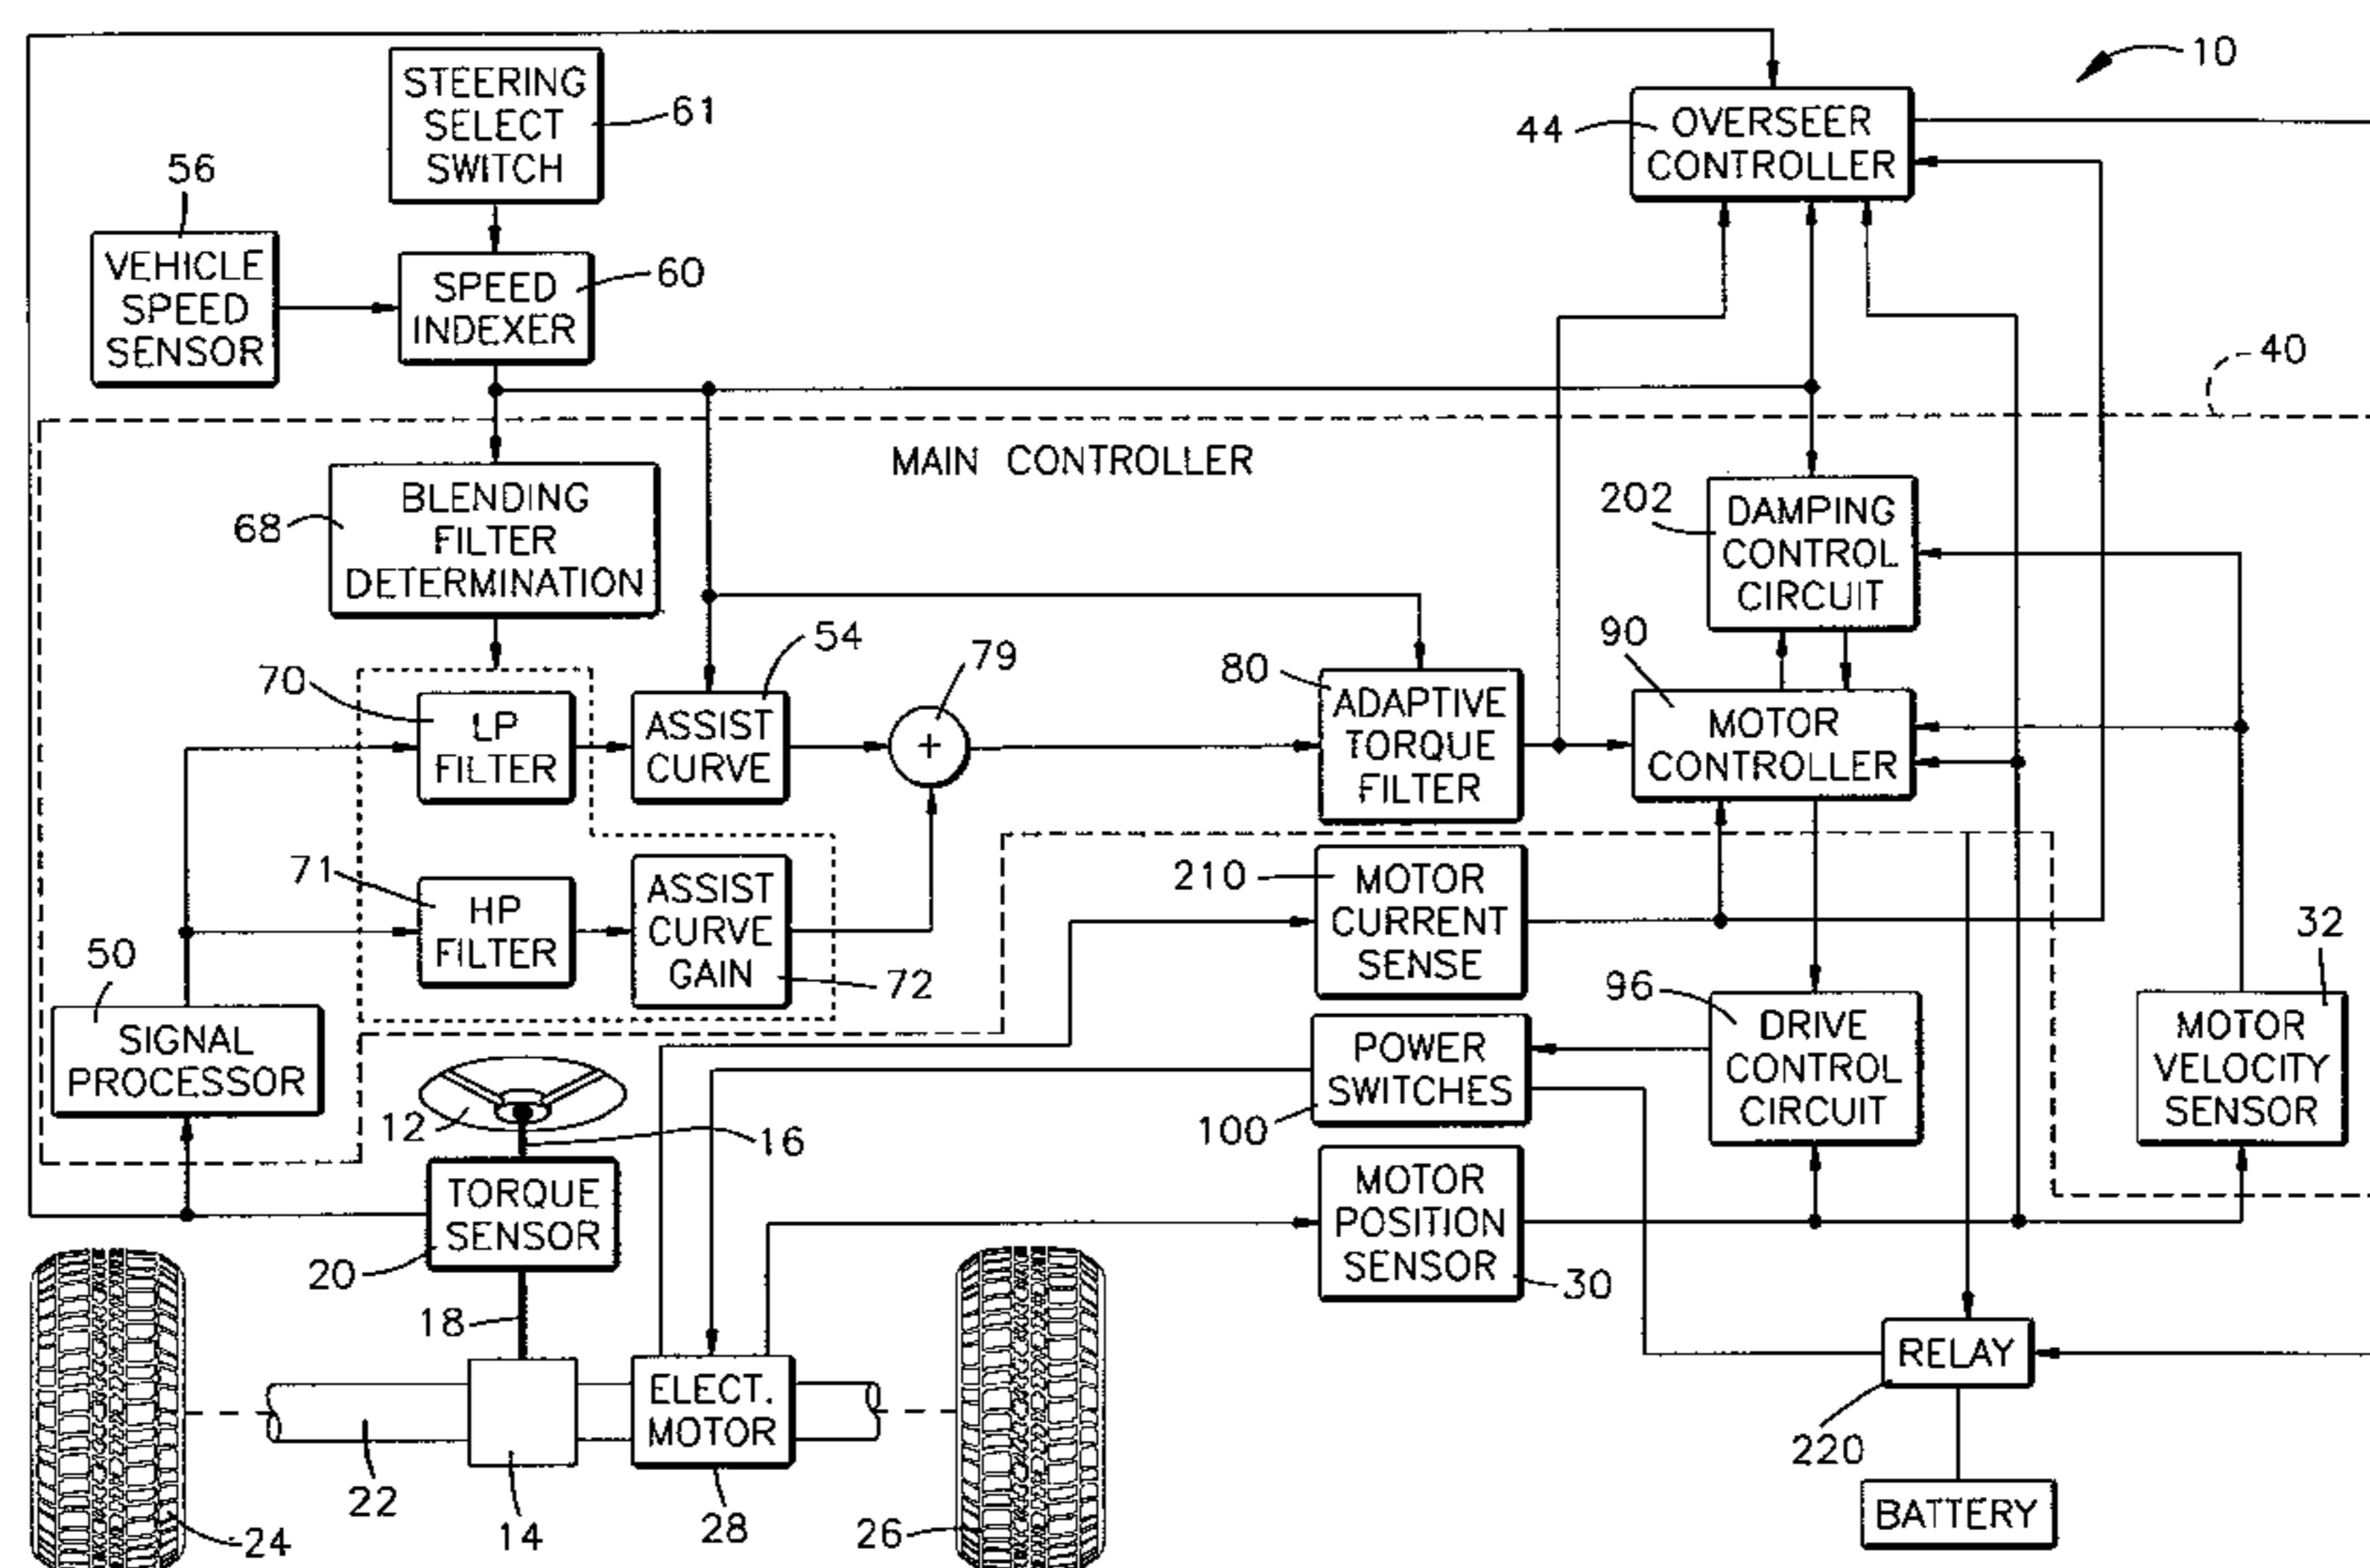 10
STEERING
SELECT
SWITCH
61
44
OVERSEER
CONTROLLER
56
VEHICLE
SPEED
SENSOR
SPEED
INDEXER
60
40
MAIN CONTROLLER
68
BLENDING
FILTER
DETERMINATION
202
DAMPING
CONTROL
CIRCUIT
70
LP
FILTER
54
ASSIST
CURVE
79
+
80
ADAPTIVE
TORQUE
FILTER
90
MOTOR
CONTROLLER
71
HP
FILTER
ASSIST
CURVE
GAIN
72
210
MOTOR
CURRENT
SENSE
50
SIGNAL
PROCESSOR
96
DRIVE
CONTROL
CIRCUIT
32
MOTOR
VELOCITY
SENSOR
POWER
SWITCHES
100
12
16
TORQUE
SENSOR
20
18
MOTOR
POSITION
SENSOR
30
RELAY
220
BATTERY
ELECT.
MOTOR
28
22
14
24
26